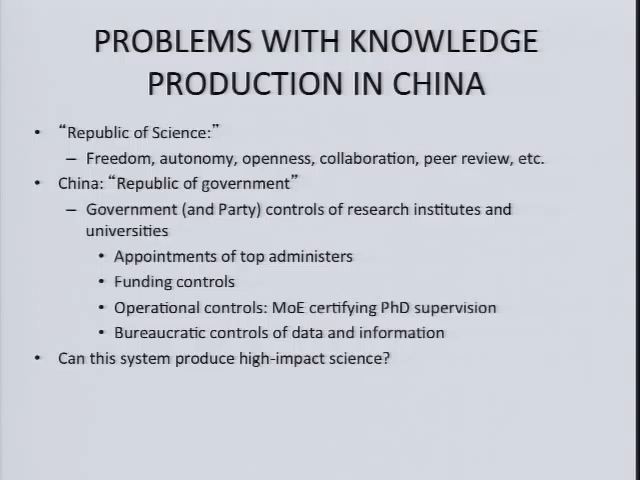 PROBLEMS WITH KNOWLEDGE
PRODUCTION IN CHINA
• “Republic of Science:”
– Freedom, autonomy, openness, collaboration, peer review, etc.
• China: “Republic of government”
– Government (and Party) controls of research institutes and
universities
• Appointments of top administers
• Funding controls
• Operational controls: MoE certifying PhD supervision
• Bureaucratic controls of data and information
• Can this system produce high-impact science?